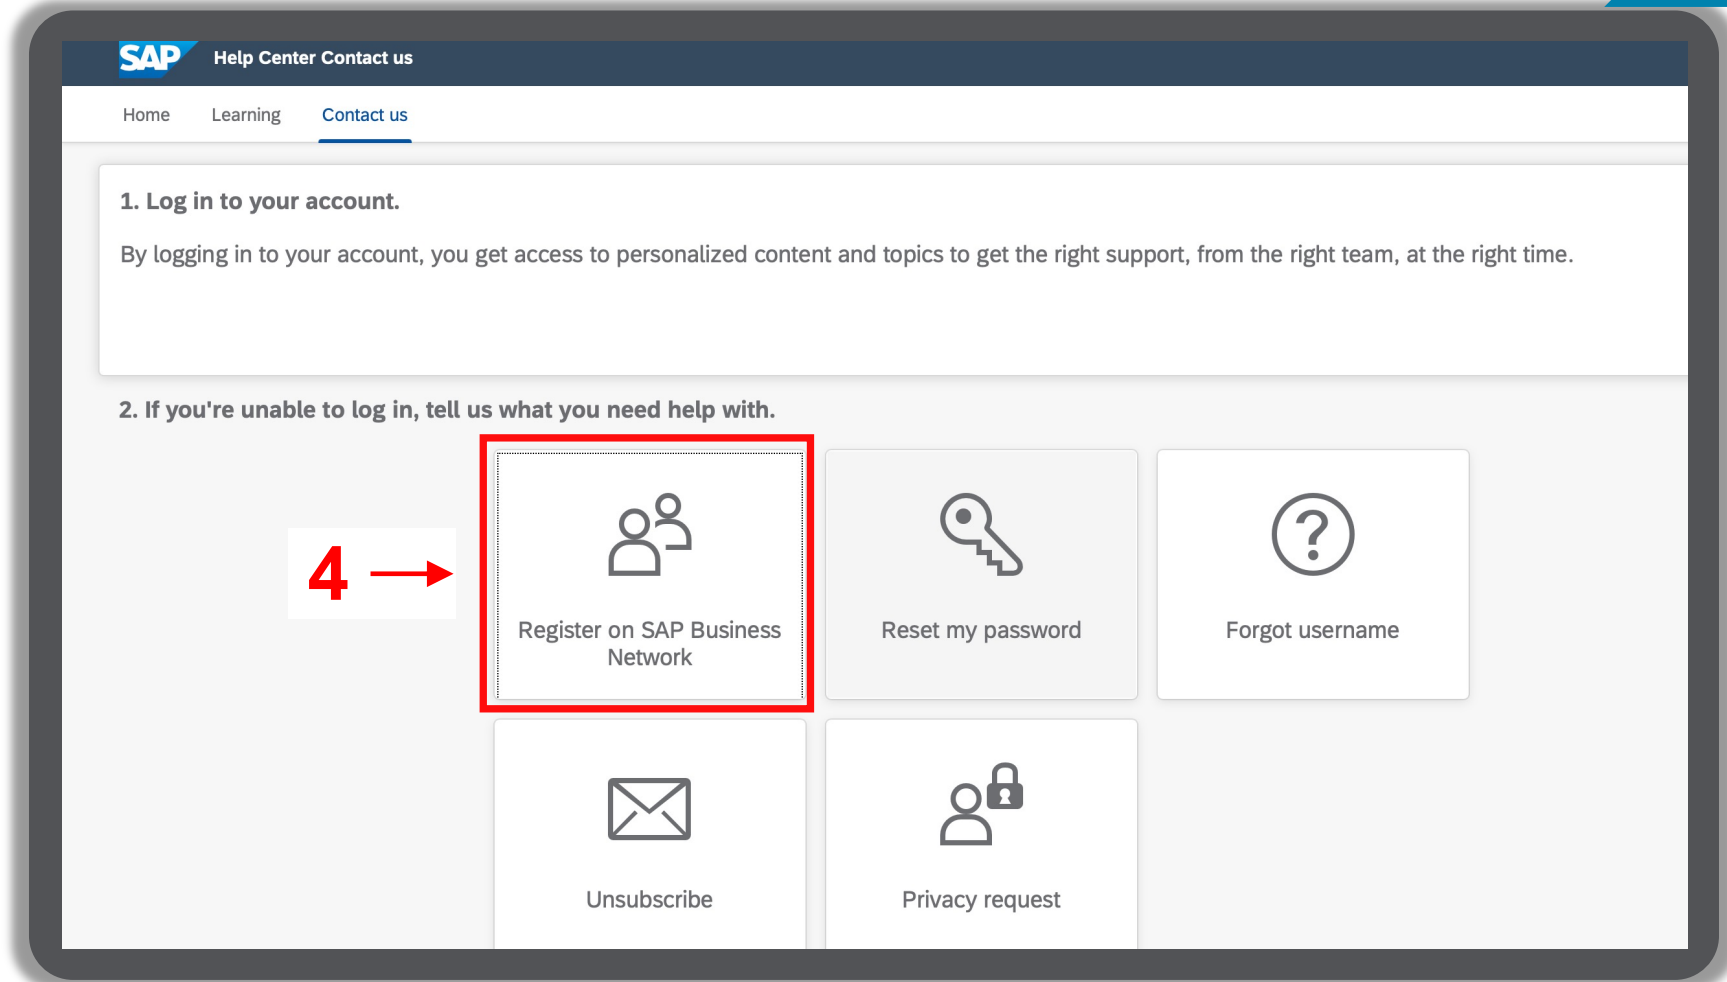 SAP Help Center Contact us
Home Learning Contact us
1. Log in to your account.
By logging in to your account, you get access to personalized content and topics to get the right support, from the right team, at the right time.
2. If you're unable to log in, tell us what you need help with.
4
Register on SAP Business
Network
Reset my password
Forgot username
Unsubscribe
Privacy request